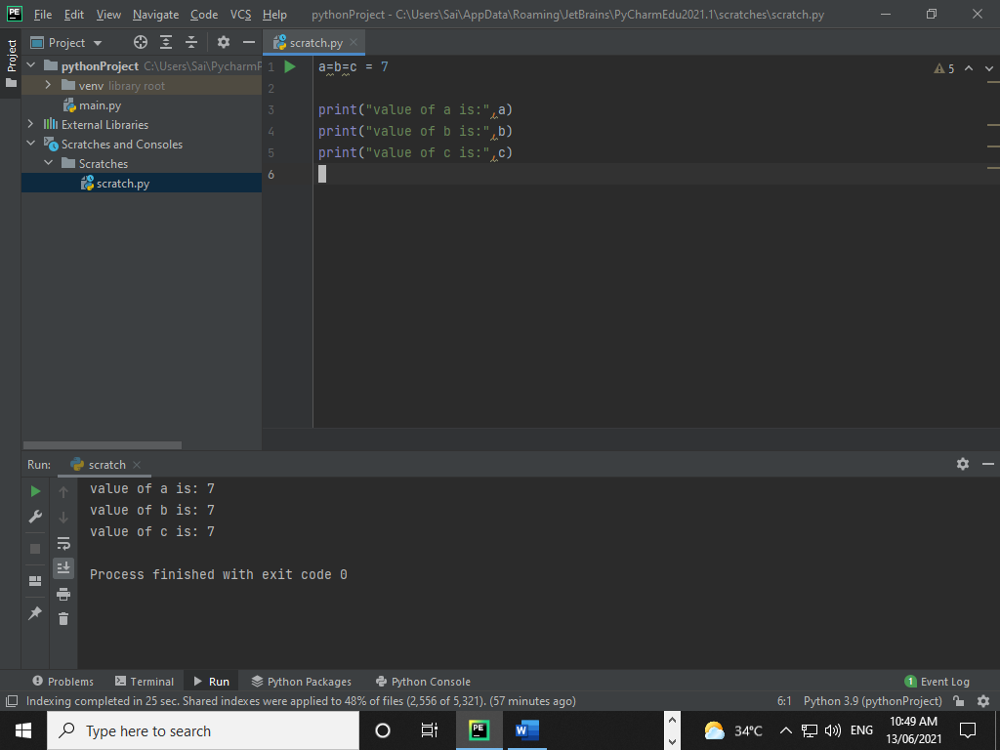 PE File Edit View Navigate Code VCS Help pythonProject - C:\Users\Sai\AppData\Roaming\JetBrains\PyCharmEdu2021.1\scratches\scratch.py
Project
Project
scratch.py
pythonProject C:\Users\Sai\PycharmP
venv library root
main.py
External Libraries
Scratches and Consoles
Scratches
scratch.py
1 a=b=c = 7
5
2
3 print("value of a is:",a)
4 print("value of b is:",b)
5 print("value of c is:",c)
6
Run: scratch
value of a is: 7
value of b is: 7
value of c is: 7
Process finished with exit code 0
Problems Terminal Run Python Packages Python Console 1 Event Log
Indexing completed in 25 sec. Shared indexes were applied to 48% of files (2,556 of 5,321). (57 minutes ago) 6:1 Python 3.9 (pythonProject)
Type here to search PE W 34°C ENG 10:49 AM
13/06/2021